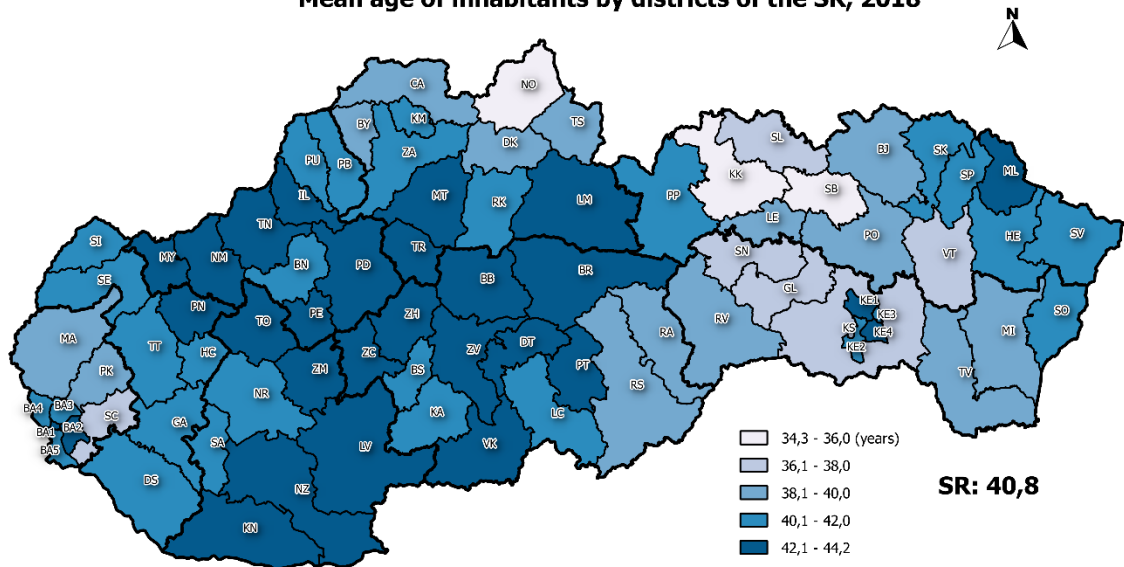 Mean age of inhabitants by districts of the SR, 2018
N
NO
CA
KM
BY
TS
DK
ZA
PU
PB
SL
BJ
SK
SP
ML
KK
SB
IL
MT
RK
LM
PP
LE
PO
HE
SV
TN
TR
SN
VT
SI
MY
NM
BN
PD
BB
BR
GL
SE
PN
TO
PE
ZH
KE1
KE3
SO
MA
TT
HC
ZM
ZC
ZV
DT
RA
RV
KS
KE4
MI
KE2
PK
BS
PT
RS
TV
NR
BA4
BA3
SC
KA
LC
BA1
BA2
GA
SA
LV
VK
BA5
DS
NZ
KN
34,3 - 36,0 (years)
36,1 - 38,0
38,1 - 40,0
40,1 - 42,0
42,1 - 44,2
SR: 40,8